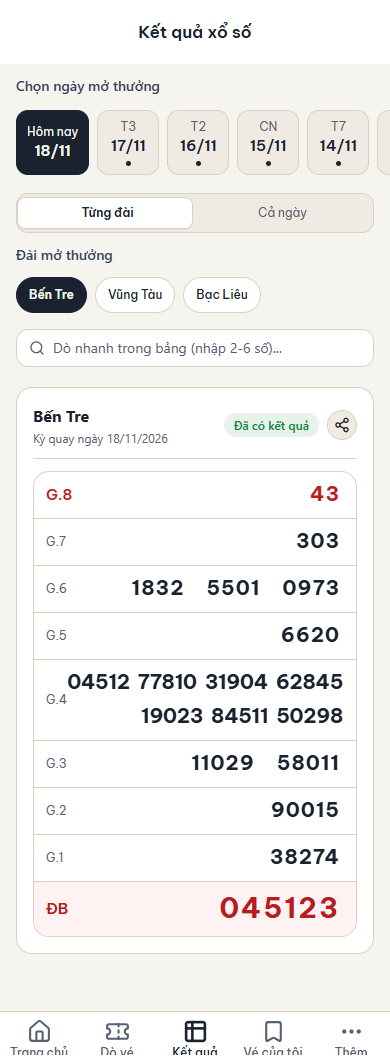 Kết quả xổ số
Chọn ngày mở thưởng
Hôm nay T3 T2 CN T7
18/11 17/11 16/11 15/11 14/11
Từng đài Cả ngày
Đài mở thưởng
Bến Tre Vũng Tàu Bạc Liêu
Dò nhanh trong bảng (nhập 2-6 số)...
Bến Tre
Đã có kết quả
Kỳ quay ngày 18/11/2026
G.8 43
G.7 303
G.6 1832 5501 0973
G.5 6620
G.4 04512 77810 31904 62845
19023 84511 50298
G.3 11029 58011
G.2 90015
G.1 38274
ĐB 045123
Trang chủ Dò vé Kết quả Vé của tôi Thêm